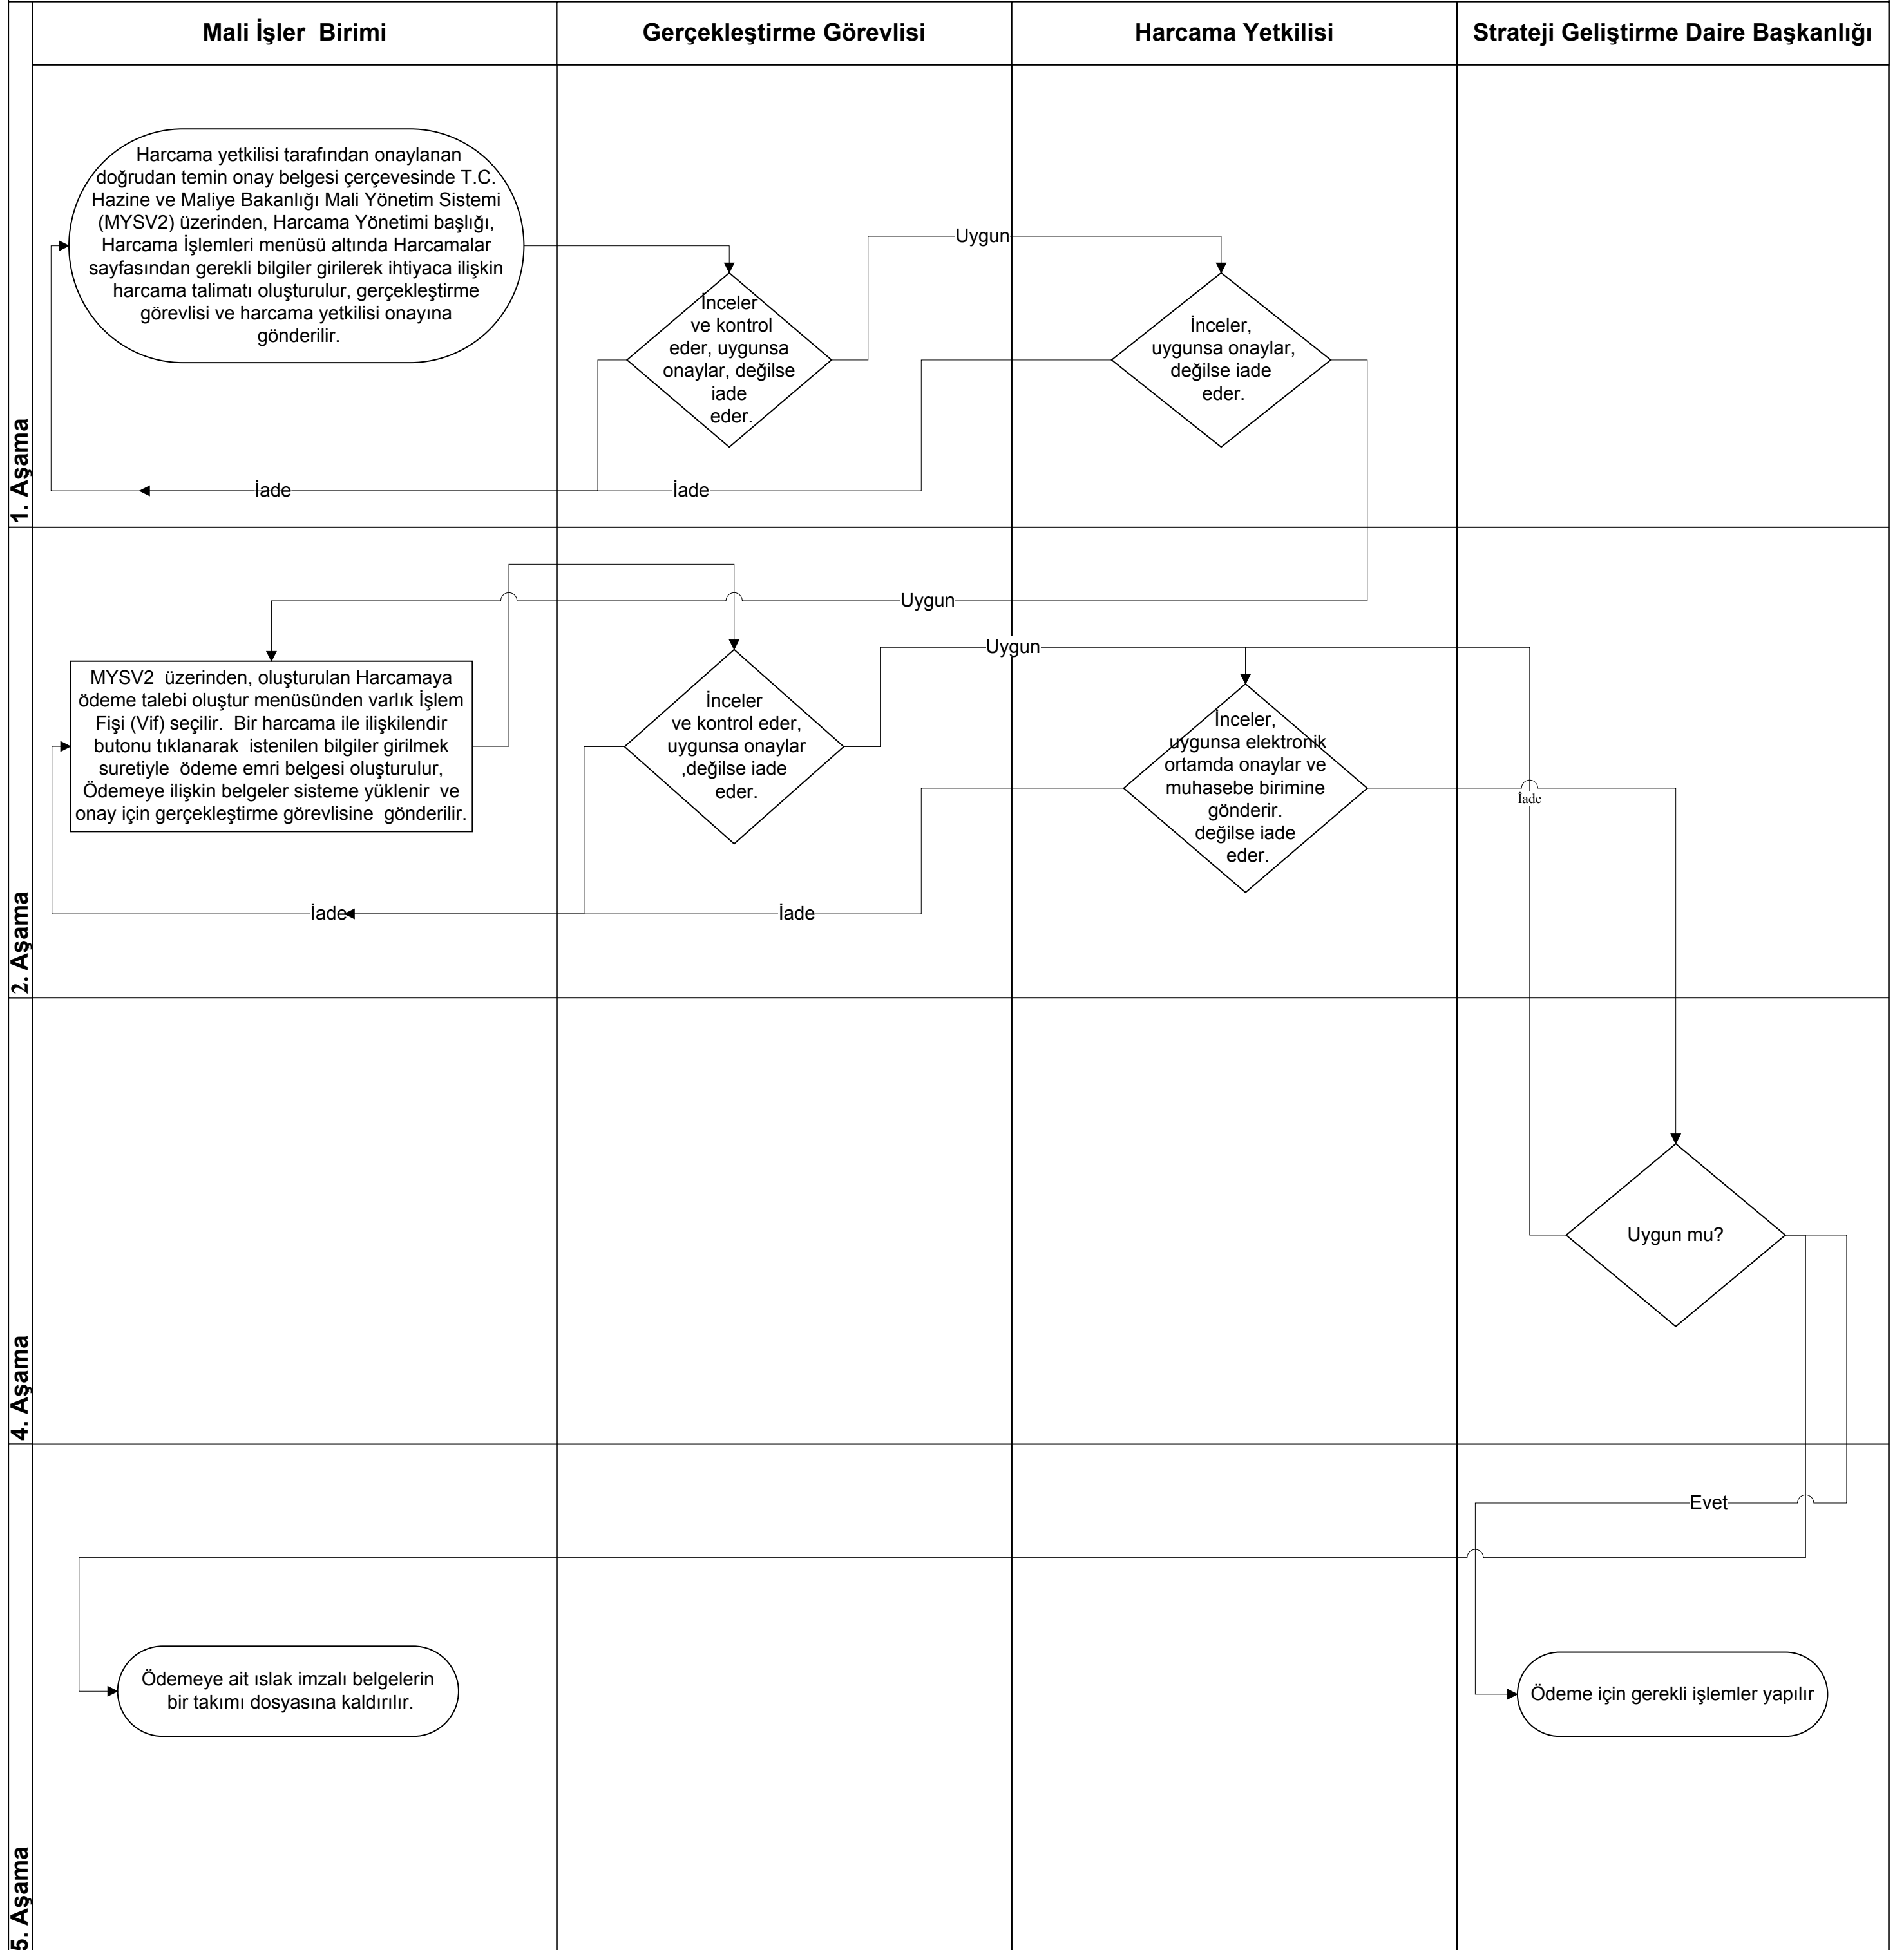 Mali İşler  Birimi
Gerçekleştirme Görevlisi
Harcama Yetkilisi
Strateji Geliştirme Daire Başkanlığı
1. Aşama
Harcama yetkilisi tarafından onaylanan
doğrudan temin onay belgesi çerçevesinde T.C.
Hazine ve Maliye Bakanlığı Mali Yönetim Sistemi
(MYSV2) üzerinden, Harcama Yönetimi başlığı,
Harcama İşlemleri menüsü altında Harcamalar
sayfasından gerekli bilgiler girilerek ihtiyaca ilişkin
harcama talimatı oluşturulur, gerçekleştirme
görevlisi ve harcama yetkilisi onayına
gönderilir.
İnceler
ve kontrol
eder, uygunsa
onaylar, değilse
iade
eder.
Uygun
İnceler,
uygunsa onaylar,
değilse iade
eder.
İade
İade
2. Aşama
Uygun
MYSV2  üzerinden, oluşturulan Harcamaya
ödeme talebi oluştur menüsünden varlık İşlem
Fişi (Vif) seçilir.  Bir harcama ile ilişkilendir
butonu tıklanarak  istenilen bilgiler girilmek
suretiyle  ödeme emri belgesi oluşturulur,
Ödemeye ilişkin belgeler sisteme yüklenir  ve
onay için gerçekleştirme görevlisine  gönderilir.
İnceler
ve kontrol eder,
uygunsa onaylar
,değilse iade
eder.
Uygun
İnceler,
uygunsa elektronik
ortamda onaylar ve
muhasebe birimine
gönderir.
değilse iade
eder.
İade
İade
İade
4. Aşama
Uygun mu?
5. Aşama
Evet
Ödemeye ait ıslak imzalı belgelerin
bir takımı dosyasına kaldırılır.
Ödeme için gerekli işlemler yapılır